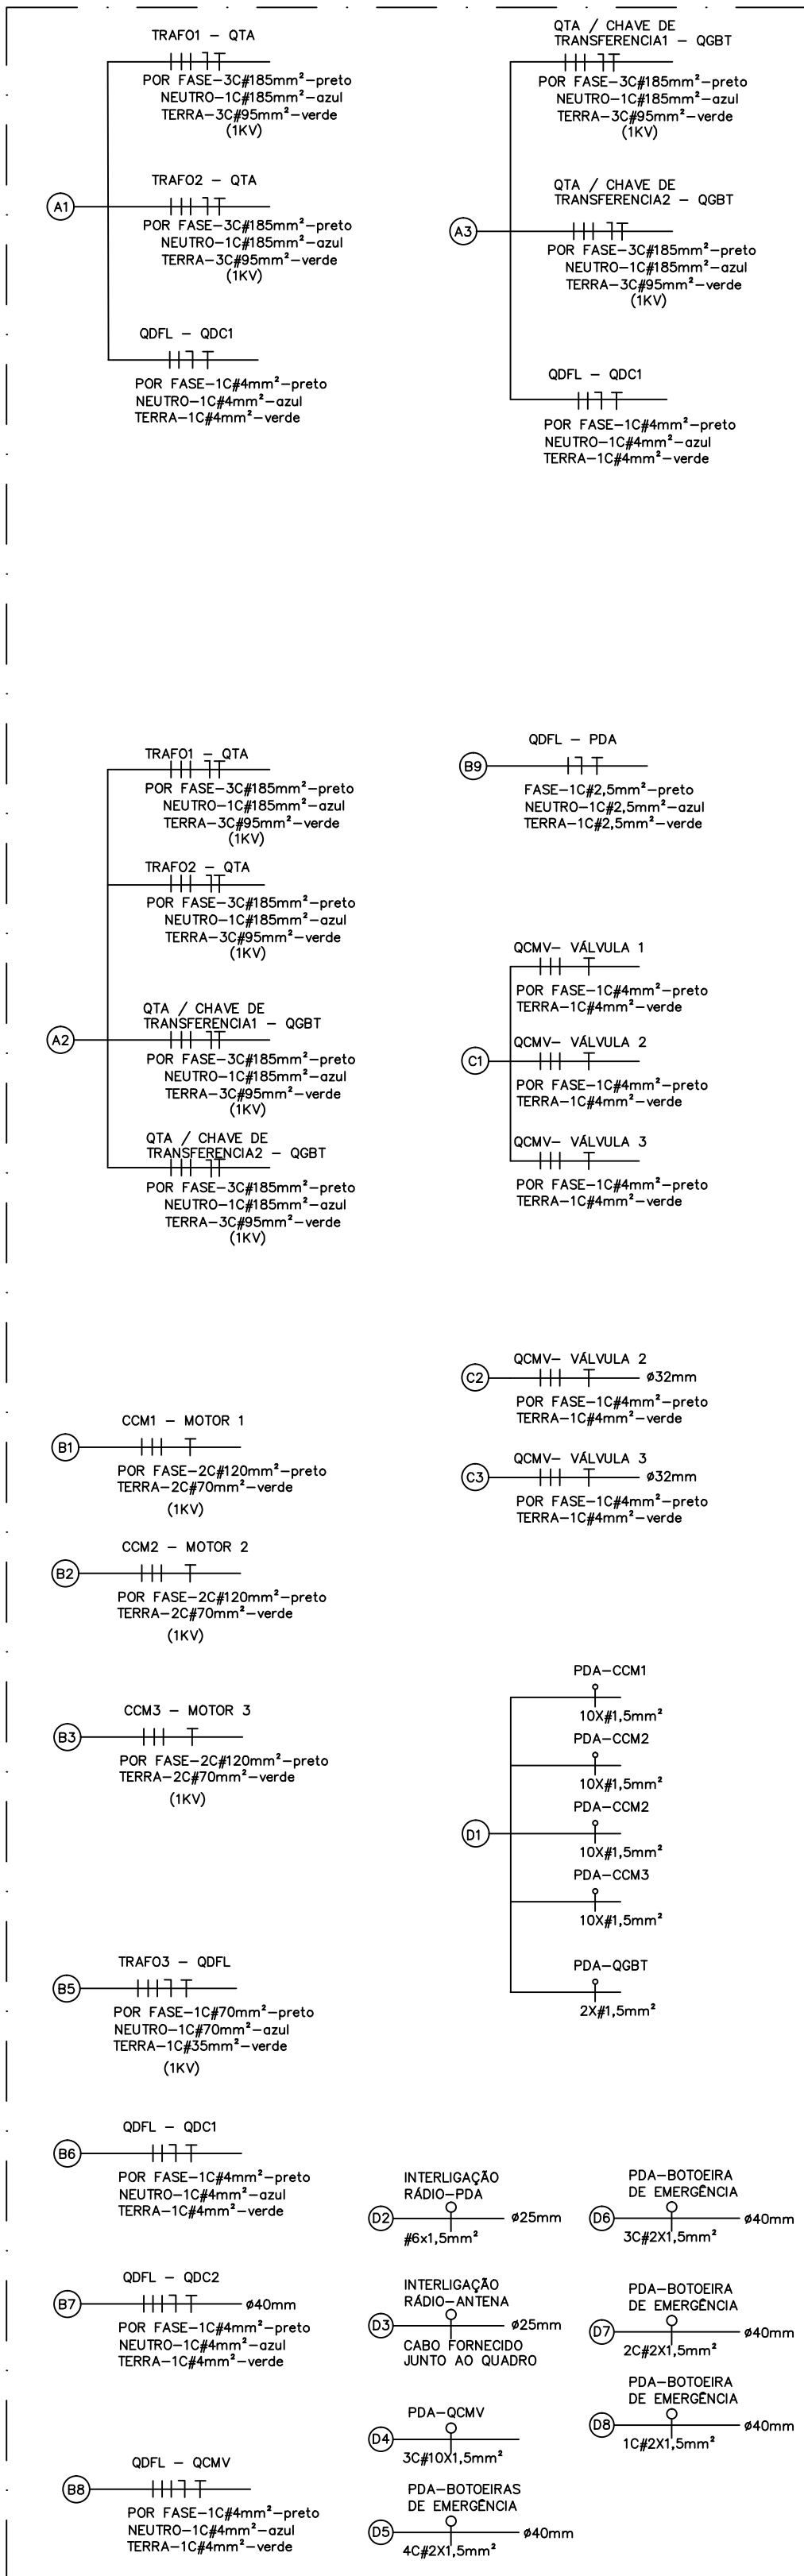 TRAFO1 – QTA
POR FASE–3C#185mm²–preto
NEUTRO–1C#185mm²–azul
TERRA–3C#95mm²–verde
(1KV)
A1
TRAFO2 – QTA
POR FASE–3C#185mm²–preto
NEUTRO–1C#185mm²–azul
TERRA–3C#95mm²–verde
(1KV)
QDFL – QDC1
POR FASE–1C#4mm²–preto
NEUTRO–1C#4mm²–azul
TERRA–1C#4mm²–verde
QTA / CHAVE DE
TRANSFERENCIA1 – QGBT
POR FASE–3C#185mm²–preto
NEUTRO–1C#185mm²–azul
TERRA–3C#95mm²–verde
(1KV)
A3
QTA / CHAVE DE
TRANSFERENCIA2 – QGBT
POR FASE–3C#185mm²–preto
NEUTRO–1C#185mm²–azul
TERRA–3C#95mm²–verde
(1KV)
QDFL – QDC1
POR FASE–1C#4mm²–preto
NEUTRO–1C#4mm²–azul
TERRA–1C#4mm²–verde
TRAFO1 – QTA
POR FASE–3C#185mm²–preto
NEUTRO–1C#185mm²–azul
TERRA–3C#95mm²–verde
(1KV)
TRAFO2 – QTA
POR FASE–3C#185mm²–preto
NEUTRO–1C#185mm²–azul
TERRA–3C#95mm²–verde
(1KV)
A2
QTA / CHAVE DE
TRANSFERENCIA1 – QGBT
POR FASE–3C#185mm²–preto
NEUTRO–1C#185mm²–azul
TERRA–3C#95mm²–verde
(1KV)
QTA / CHAVE DE
TRANSFERENCIA2 – QGBT
POR FASE–3C#185mm²–preto
NEUTRO–1C#185mm²–azul
TERRA–3C#95mm²–verde
(1KV)
QDFL – PDA
B9
FASE–1C#2,5mm²–preto
NEUTRO–1C#2,5mm²–azul
TERRA–1C#2,5mm²–verde
QCMV– VÁLVULA 1
POR FASE–1C#4mm²–preto
TERRA–1C#4mm²–verde
C1
QCMV– VÁLVULA 2
POR FASE–1C#4mm²–preto
TERRA–1C#4mm²–verde
QCMV– VÁLVULA 3
POR FASE–1C#4mm²–preto
TERRA–1C#4mm²–verde
QCMV– VÁLVULA 2
C2
ø32mm
POR FASE–1C#4mm²–preto
TERRA–1C#4mm²–verde
QCMV– VÁLVULA 3
C3
ø32mm
POR FASE–1C#4mm²–preto
TERRA–1C#4mm²–verde
CCM1 – MOTOR 1
B1
POR FASE–2C#120mm²–preto
TERRA–2C#70mm²–verde
(1KV)
CCM2 – MOTOR 2
B2
POR FASE–2C#120mm²–preto
TERRA–2C#70mm²–verde
(1KV)
CCM3 – MOTOR 3
B3
POR FASE–2C#120mm²–preto
TERRA–2C#70mm²–verde
(1KV)
PDA–CCM1
10X#1,5mm²
PDA–CCM2
10X#1,5mm²
D1
PDA–CCM2
10X#1,5mm²
PDA–CCM3
10X#1,5mm²
PDA–QGBT
2X#1,5mm²
TRAFO3 – QDFL
B5
POR FASE–1C#70mm²–preto
NEUTRO–1C#70mm²–azul
TERRA–1C#35mm²–verde
(1KV)
QDFL – QDC1
B6
POR FASE–1C#4mm²–preto
NEUTRO–1C#4mm²–azul
TERRA–1C#4mm²–verde
QDFL – QDC2
B7
ø40mm
POR FASE–1C#4mm²–preto
NEUTRO–1C#4mm²–azul
TERRA–1C#4mm²–verde
QDFL – QCMV
B8
POR FASE–1C#4mm²–preto
NEUTRO–1C#4mm²–azul
TERRA–1C#4mm²–verde
INTERLIGAÇÃO
RÁDIO–PDA
D2
ø25mm
#6x1,5mm²
INTERLIGAÇÃO
RÁDIO–ANTENA
D3
ø25mm
CABO FORNECIDO
JUNTO AO QUADRO
PDA–QCMV
D4
3C#10X1,5mm²
PDA–BOTOEIRAS
DE EMERGÊNCIA
D5
ø40mm
4C#2X1,5mm²
PDA–BOTOEIRA
DE EMERGÊNCIA
D6
ø40mm
3C#2X1,5mm²
PDA–BOTOEIRA
DE EMERGÊNCIA
D7
ø40mm
2C#2X1,5mm²
PDA–BOTOEIRA
DE EMERGÊNCIA
D8
ø40mm
1C#2X1,5mm²